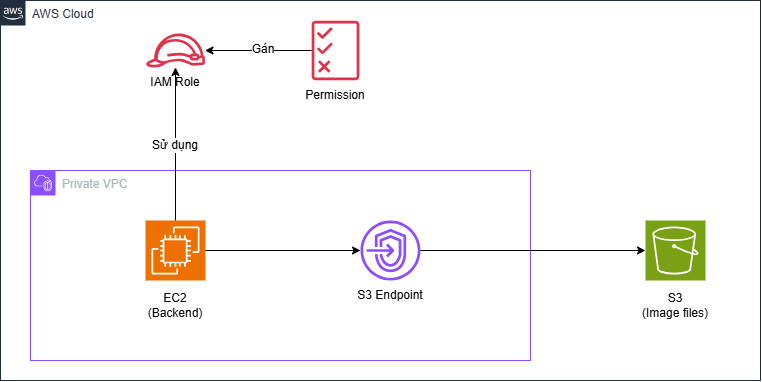 aws
AWS Cloud
Gán
IAM Role
Permission
Sử dụng
Private VPC
EC2
(Backend)
S3 Endpoint
S3
(Image files)